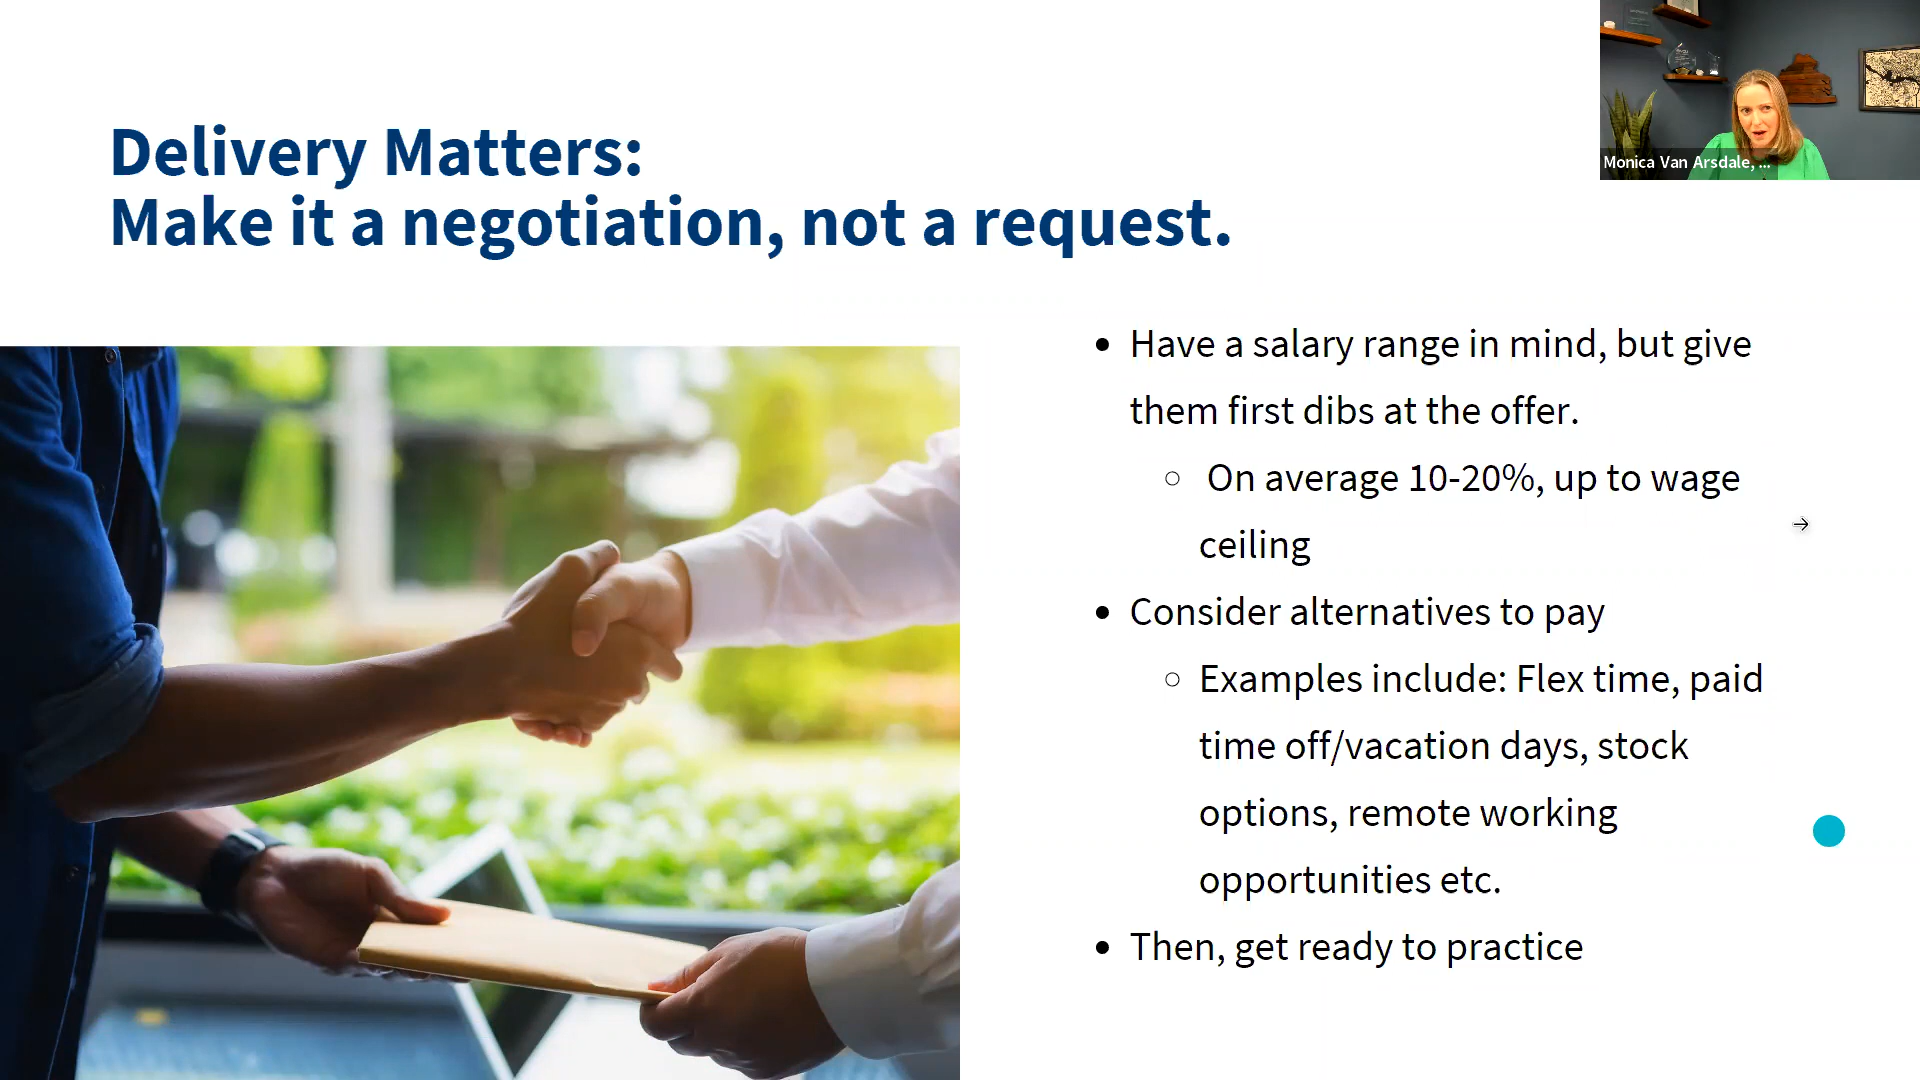 Delivery Matters:
Make it a negotiation, not a request.
Monica Van Arsdale, ...
• Have a salary range in mind, but give
them first dibs at the offer.
○ On average 10-20%, up to wage
ceiling
• Consider alternatives to pay
○ Examples include: Flex time, paid
time off/vacation days, stock
options, remote working
opportunities etc.
• Then, get ready to practice